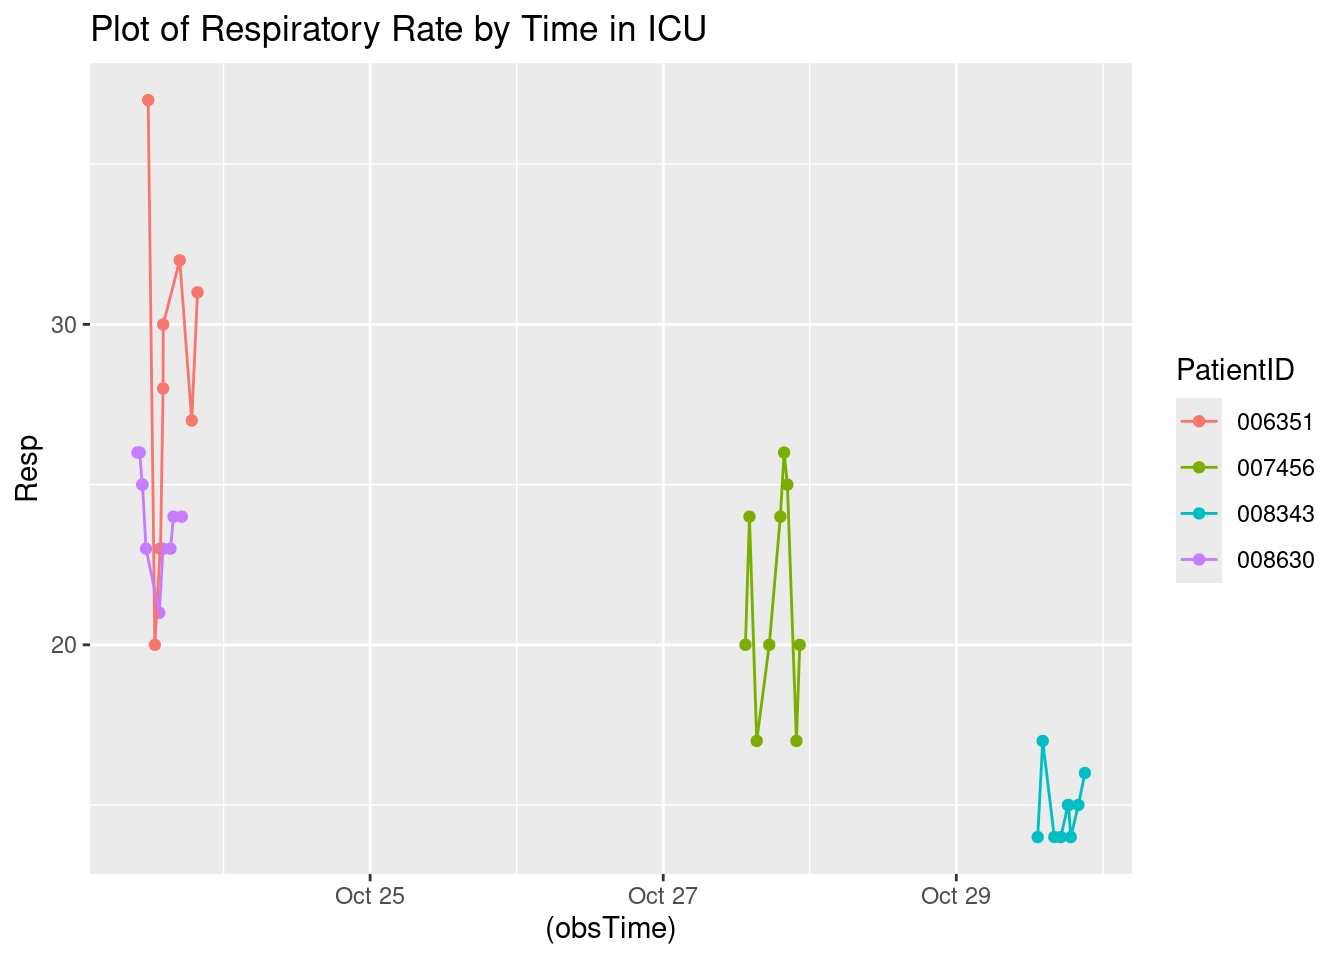 Plot of Respiratory Rate by Time in ICU
Resp
30
20
Oct 25
Oct 27
Oct 29
(obsTime)
PatientID
006351
007456
008343
008630